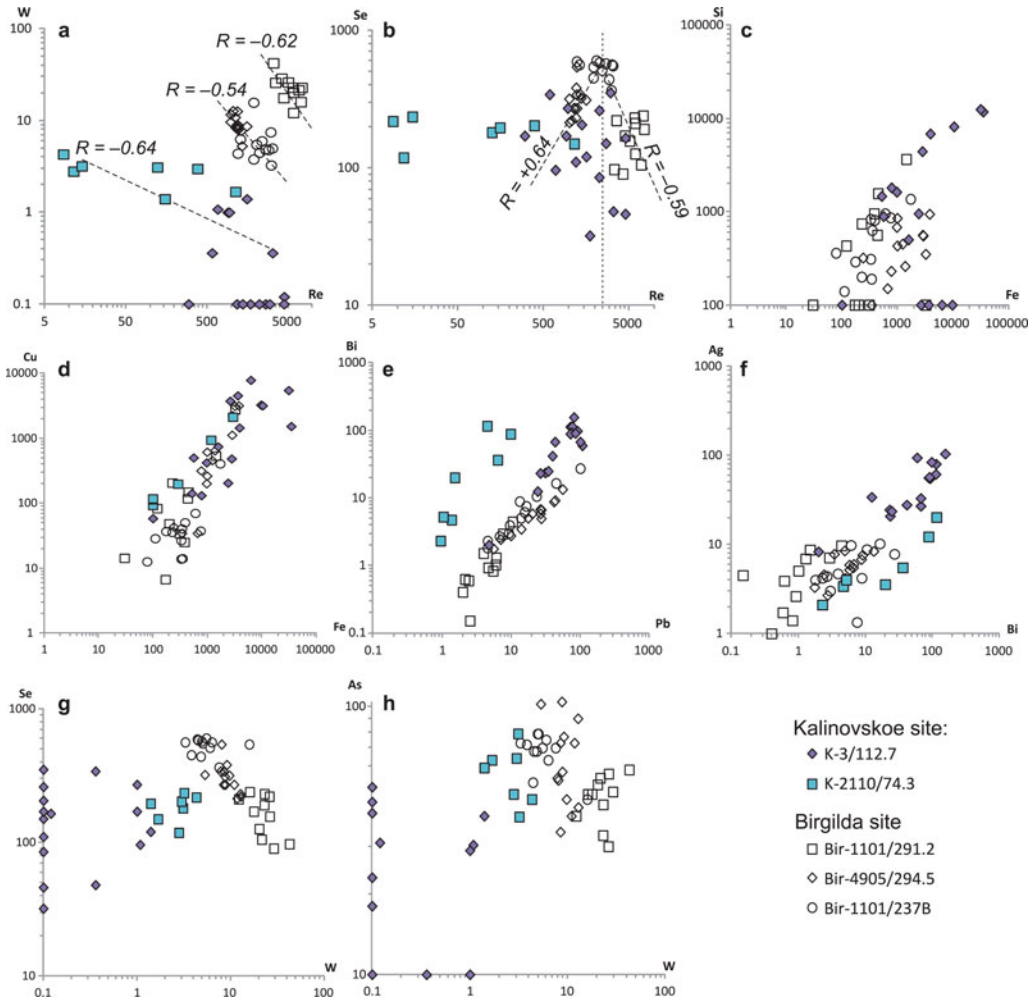 W
a
R = –0.62
100
R = –0.54
10
R = –0.64
1
0.1
Re
5
50
500
5000
Se
b
1000
100
R = +0.64
R = –0.59
10
Re
5
50
500
5000
Si
c
100000
10000
1000
100
Fe
1
10
100
1000
10000
100000
Cu
d
10000
1000
100
10
1
Fe
1
10
100
1000
10000
100000
Bi
e
1000
100
10
1
0.1
Pb
0.1
1
10
100
1000
Ag
f
1000
100
10
1
Bi
0.1
1
10
100
1000
Se
g
1000
100
10
W
0.1
1
10
100
As
h
100
10
W
0.1
1
10
100
Kalinovskoe site:
K-3/112.7
K-2110/74.3
Birgilda site
Bir-1101/291.2
Bir-4905/294.5
Bir-1101/237B